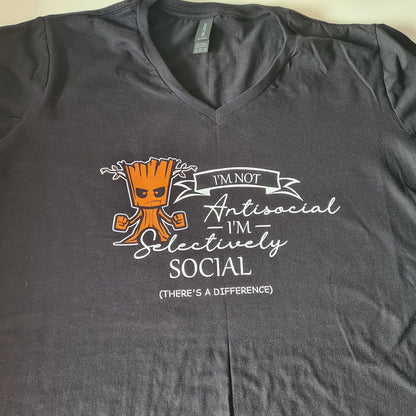 I'M NOT
Antisocial
I'M
Selectively
SOCIAL
(THERE'S A DIFFERENCE)